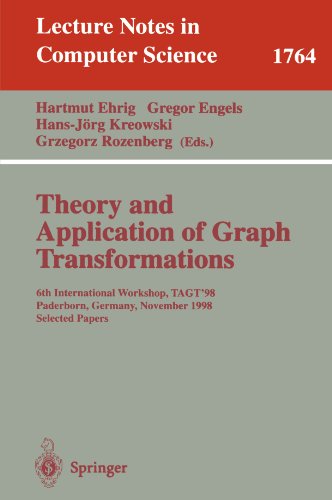 Lecture Notes in
Computer Science 1764
Hartmut Ehrig Gregor Engels
Hans-Jörg Kreowski
Grzegorz Rozenberg (Eds.)
Theory and
Application of Graph
Transformations
6th International Workshop, TAGT'98
Paderborn, Germany, November 1998
Selected Papers
Springer